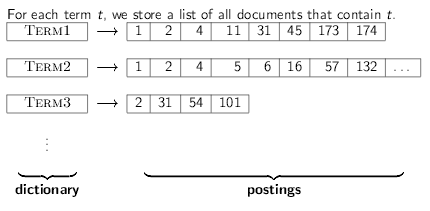 For each term t, we store a list of all documents that contain t.
TERM1 → 1 2 4 11 31 45 173 174
TERM2 → 1 2 4 5 6 16 57 132 ...
TERM3 → 2 31 54 101
⋮
dictionary postings